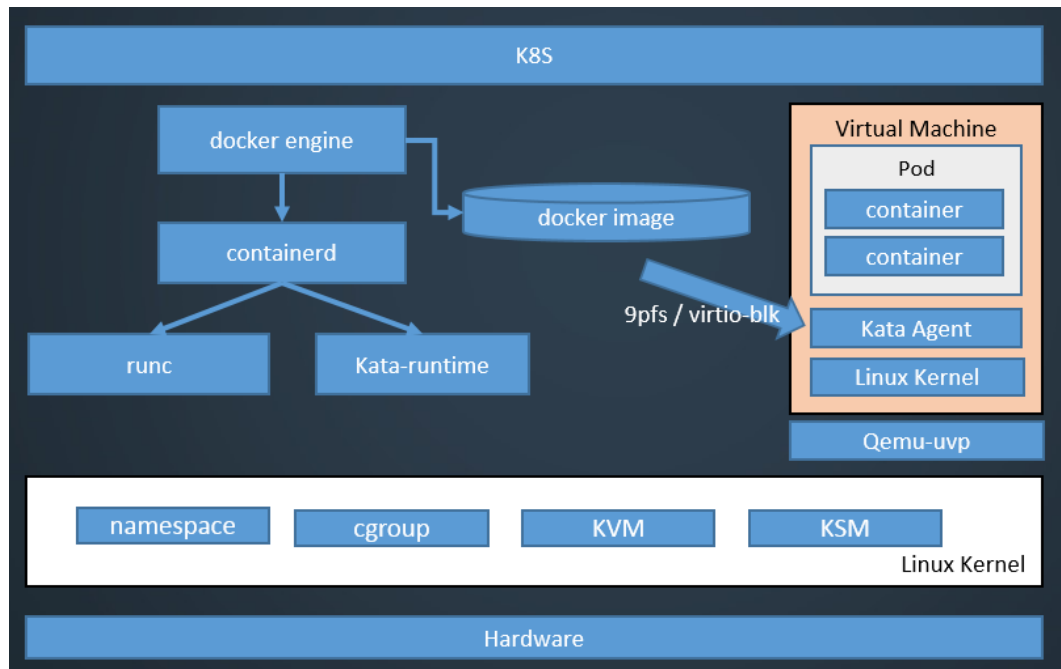 K8S
docker engine
docker image
containerd
runc
Kata-runtime
9pfs / virtio-blk
Virtual Machine
Pod
container
container
Kata Agent
Linux Kernel
Qemu-uvp
namespace
cgroup
KVM
KSM
Linux Kernel
Hardware